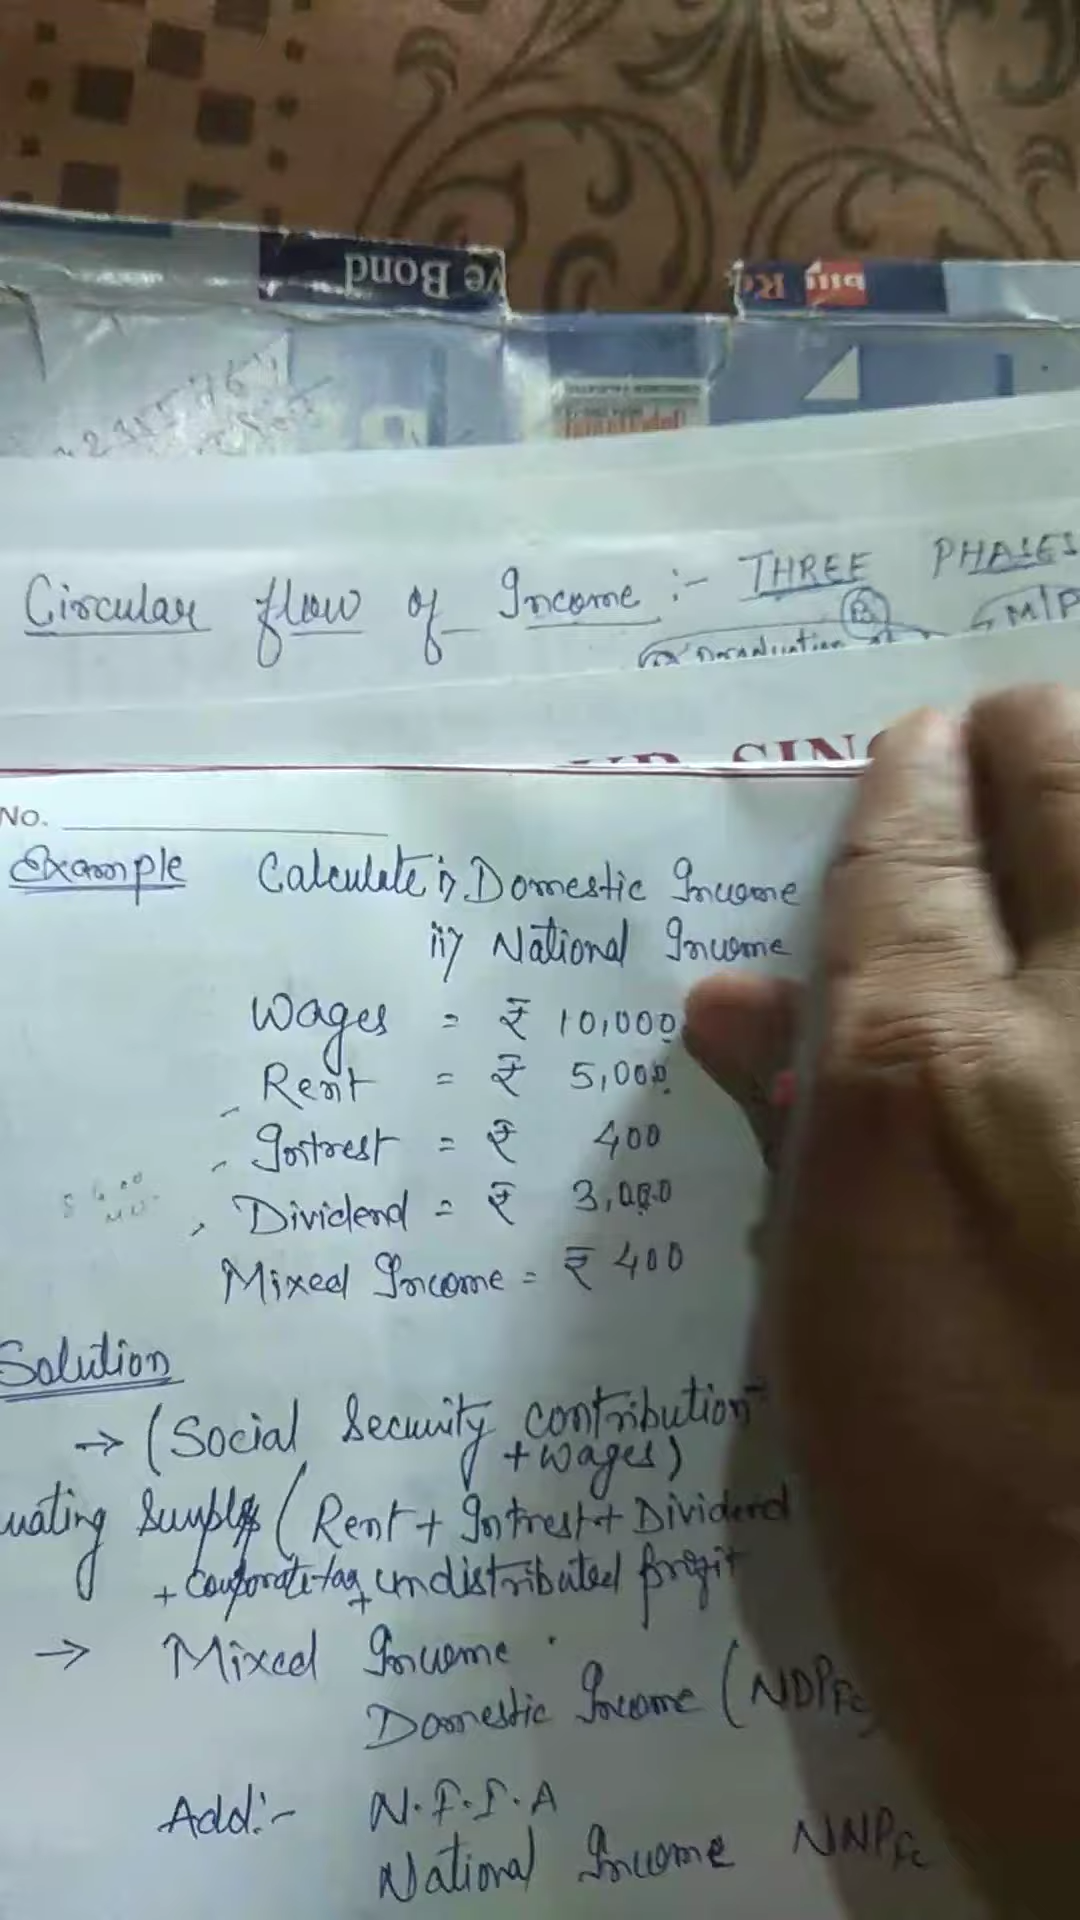 ve Bond
Circular flow of Income :- THREE PHASES
Production
M/P
SIN
No.
Example Calculate i) Domestic Income
ii) National Income
Wages = ₹ 10,000
Rent = ₹ 5,000
Intrest = ₹ 400
Dividend = ₹ 3,000
Mixed Income = ₹ 400
Solution
→ (Social Security contribution
+ wages)
(Rent + Intrest + Dividend
+ Corporate tax + undistributed profit
→ Mixed Income
Domestic Income (NDPFc)
Add:- N.F.I.A
National Income NNPFc